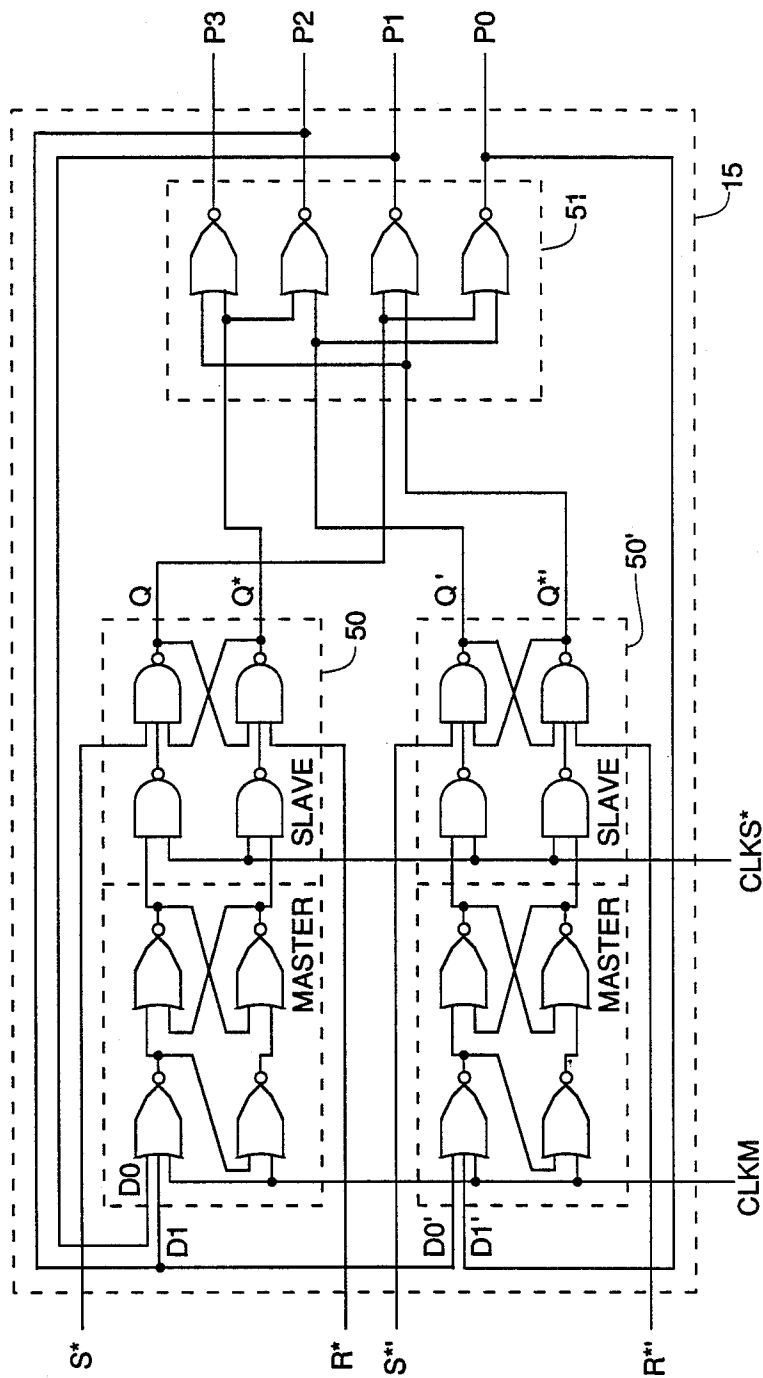 P3
P2
P1
P0
15
51
Q
Q*
50
Q'
Q*'
50'
SLAVE
SLAVE
CLKS*
MASTER
MASTER
CLKM
D0
D1
D0'
D1'
S*
R*
S*'
R*'